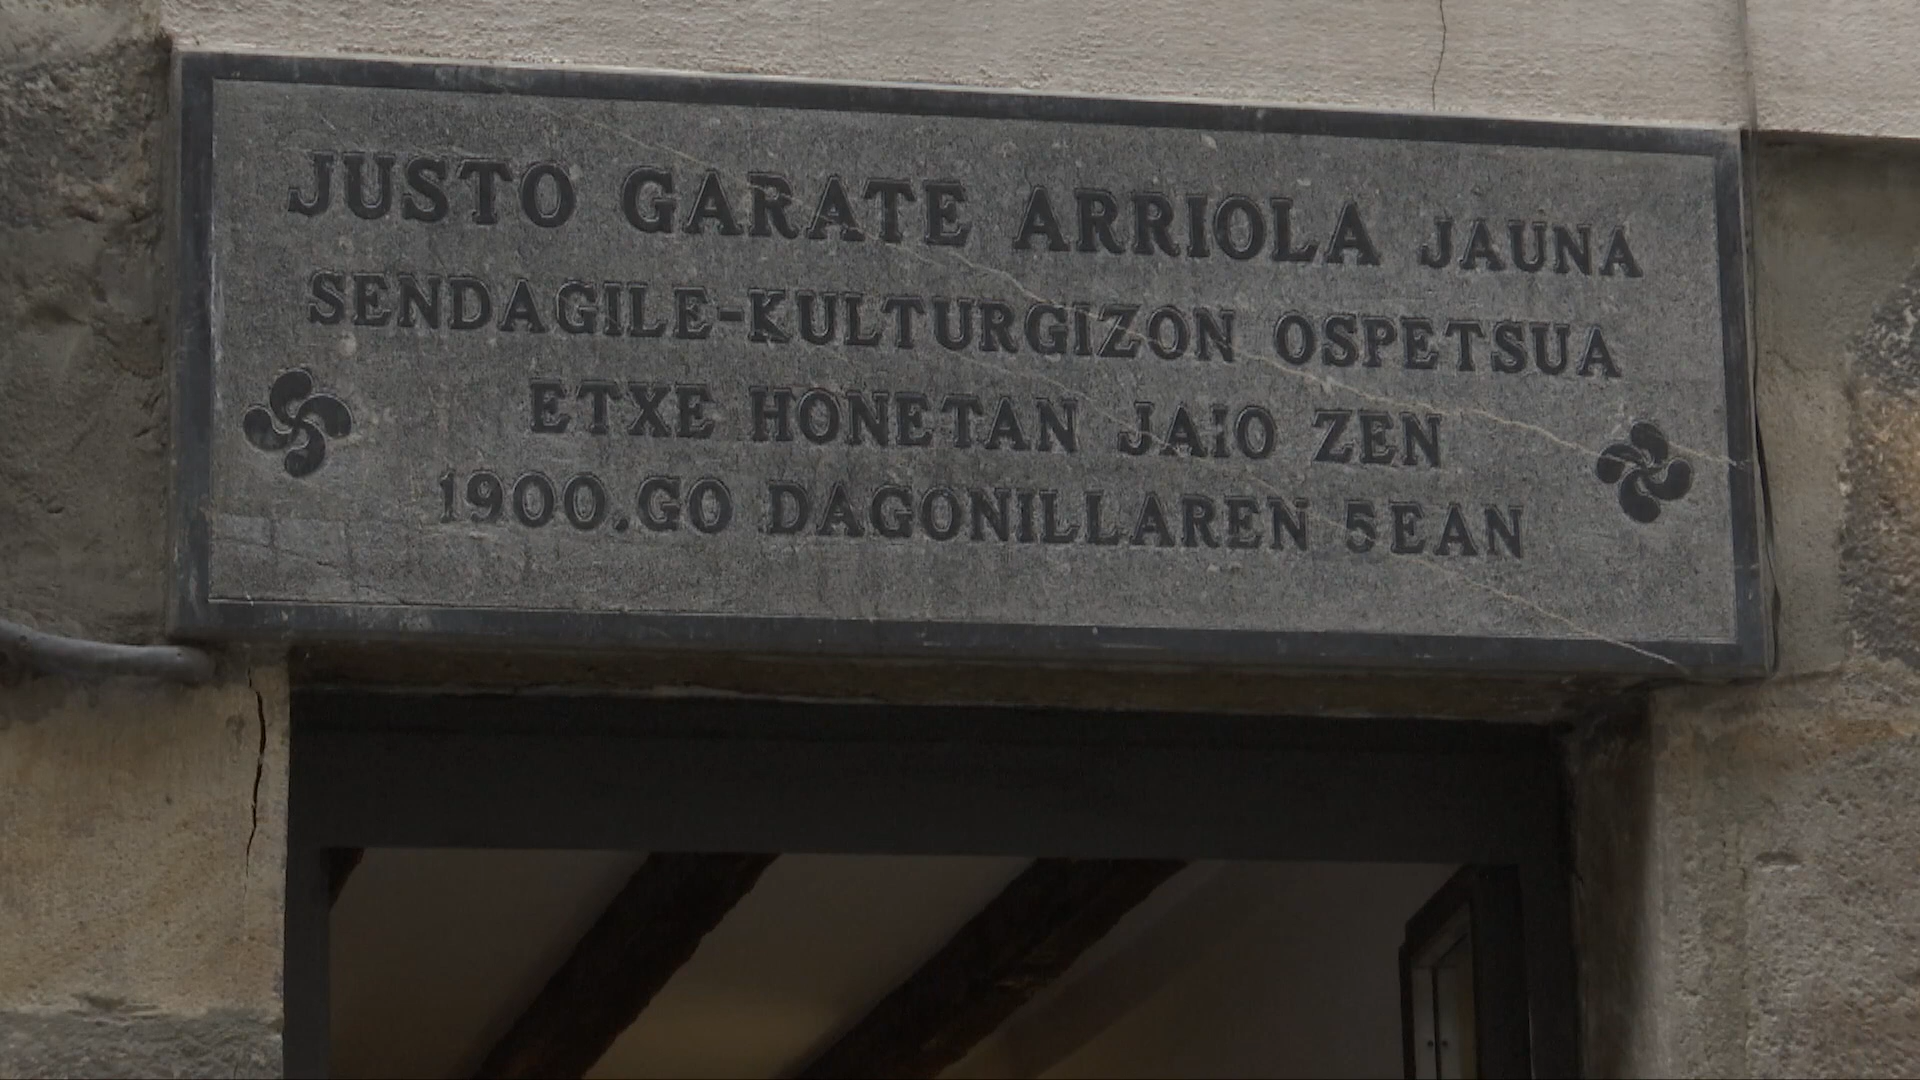 JUSTO GARATE ARRIOLA JAUNA
SENDAGILE-KULTURGIZON OSPETSUA
ETXE HONETAN JAIO ZEN
1900.GO DAGONILLAREN 5EAN